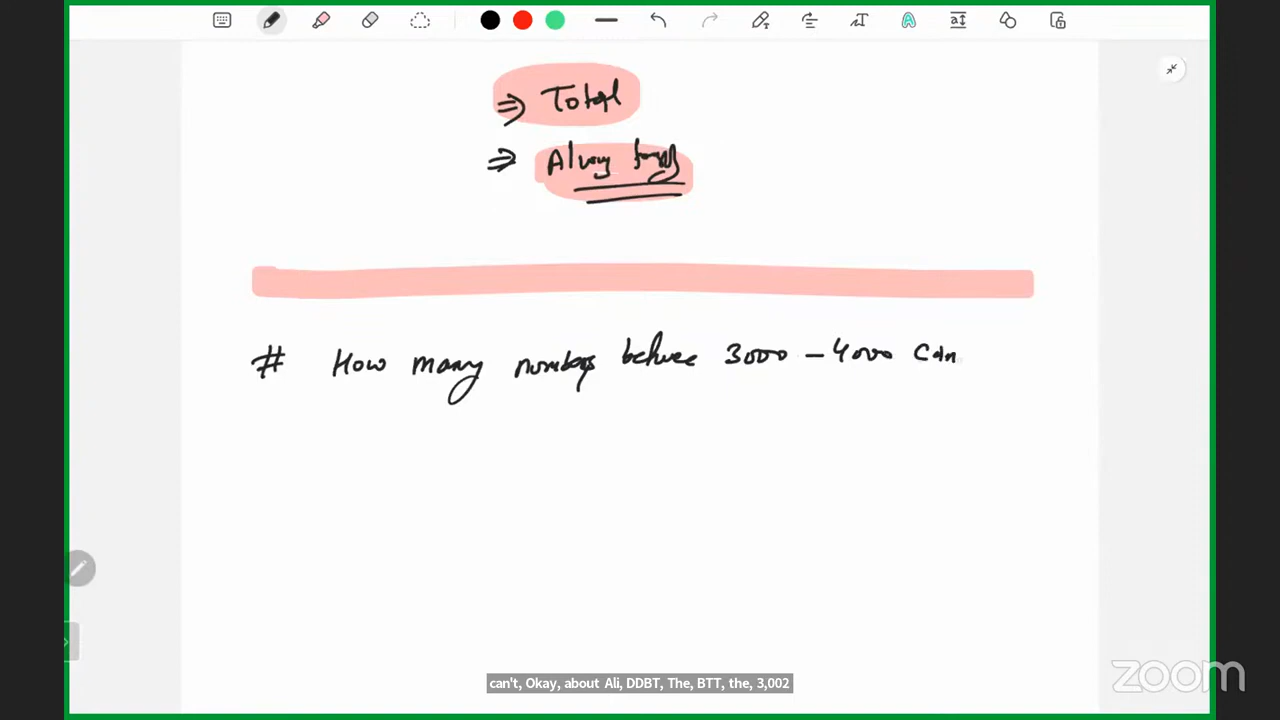 ⇒ Total
⇒ Always
# How many numbers between 3000 – 4000 can
can't, Okay, about Ali, DDBT, The, BTT, the, 3,002
zoom